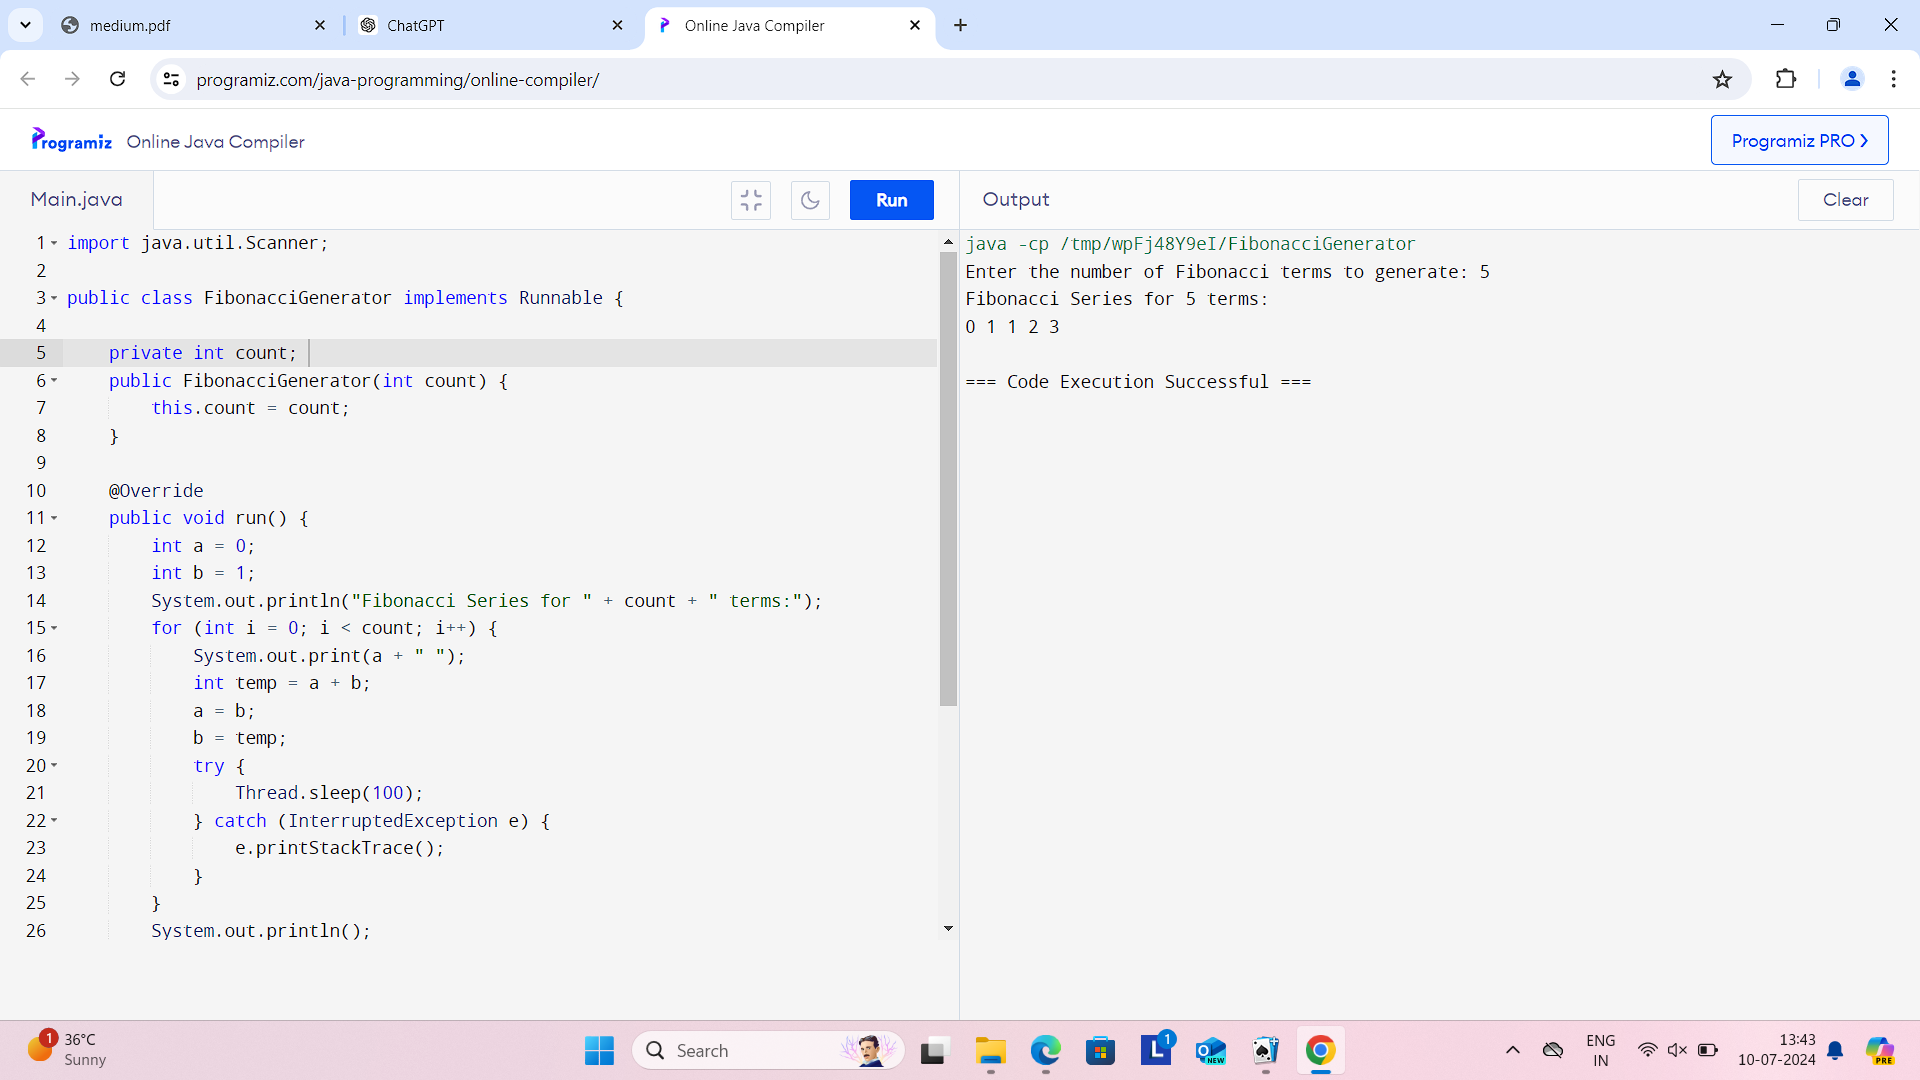 medium.pdf
ChatGPT
Online Java Compiler
programiz.com/java-programming/online-compiler/
Programiz Online Java Compiler
Programiz PRO
Main.java
Run
Output
Clear
1 import java.util.Scanner;
2
3 public class FibonacciGenerator implements Runnable {
4
5 private int count;
6 public FibonacciGenerator(int count) {
7 this.count = count;
8 }
9
10 @Override
11 public void run() {
12 int a = 0;
13 int b = 1;
14 System.out.println("Fibonacci Series for " + count + " terms:");
15 for (int i = 0; i < count; i++) {
16 System.out.print(a + " ");
17 int temp = a + b;
18 a = b;
19 b = temp;
20 try {
21 Thread.sleep(100);
22 } catch (InterruptedException e) {
23 e.printStackTrace();
24 }
25 }
26 System.out.println();
java -cp /tmp/wpFj48Y9eI/FibonacciGenerator
Enter the number of Fibonacci terms to generate: 5
Fibonacci Series for 5 terms:
0 1 1 2 3
=== Code Execution Successful ===
1
36°C
Sunny
Search
L
1
NEW
ENG
IN
13:43
10-07-2024
PRE